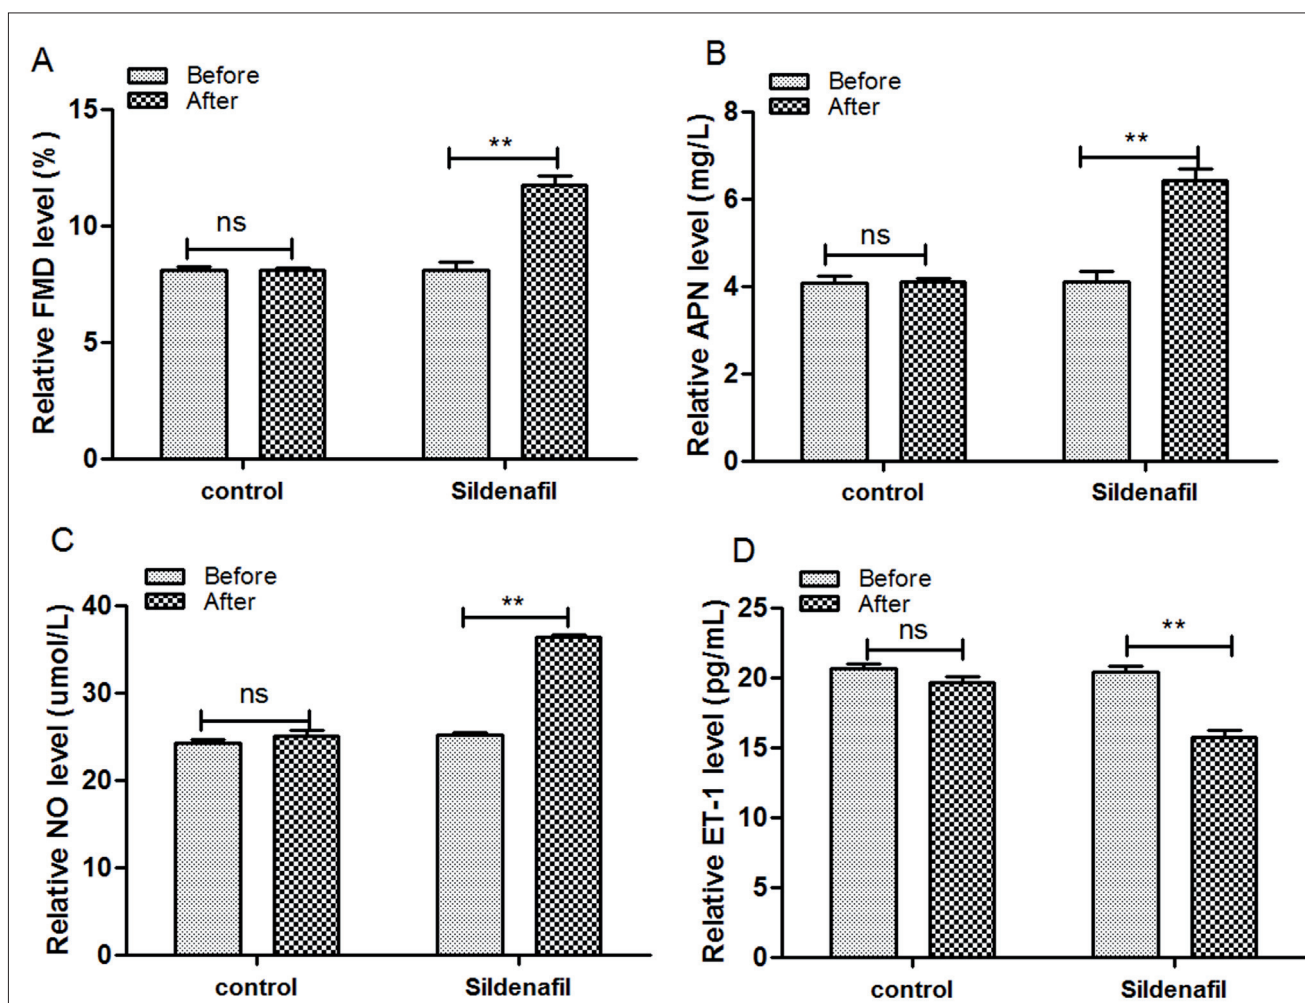 A
Before
After
Relative FMD level (%)
15
10
5
0
ns
**
control
Sildenafil
B
Before
After
Relative APN level (mg/L)
8
6
4
2
0
ns
**
control
Sildenafil
C
Before
After
Relative NO level (umol/L)
40
30
20
10
0
ns
**
control
Sildenafil
D
Before
After
Relative ET-1 level (pg/mL)
25
20
15
10
5
0
ns
**
control
Sildenafil